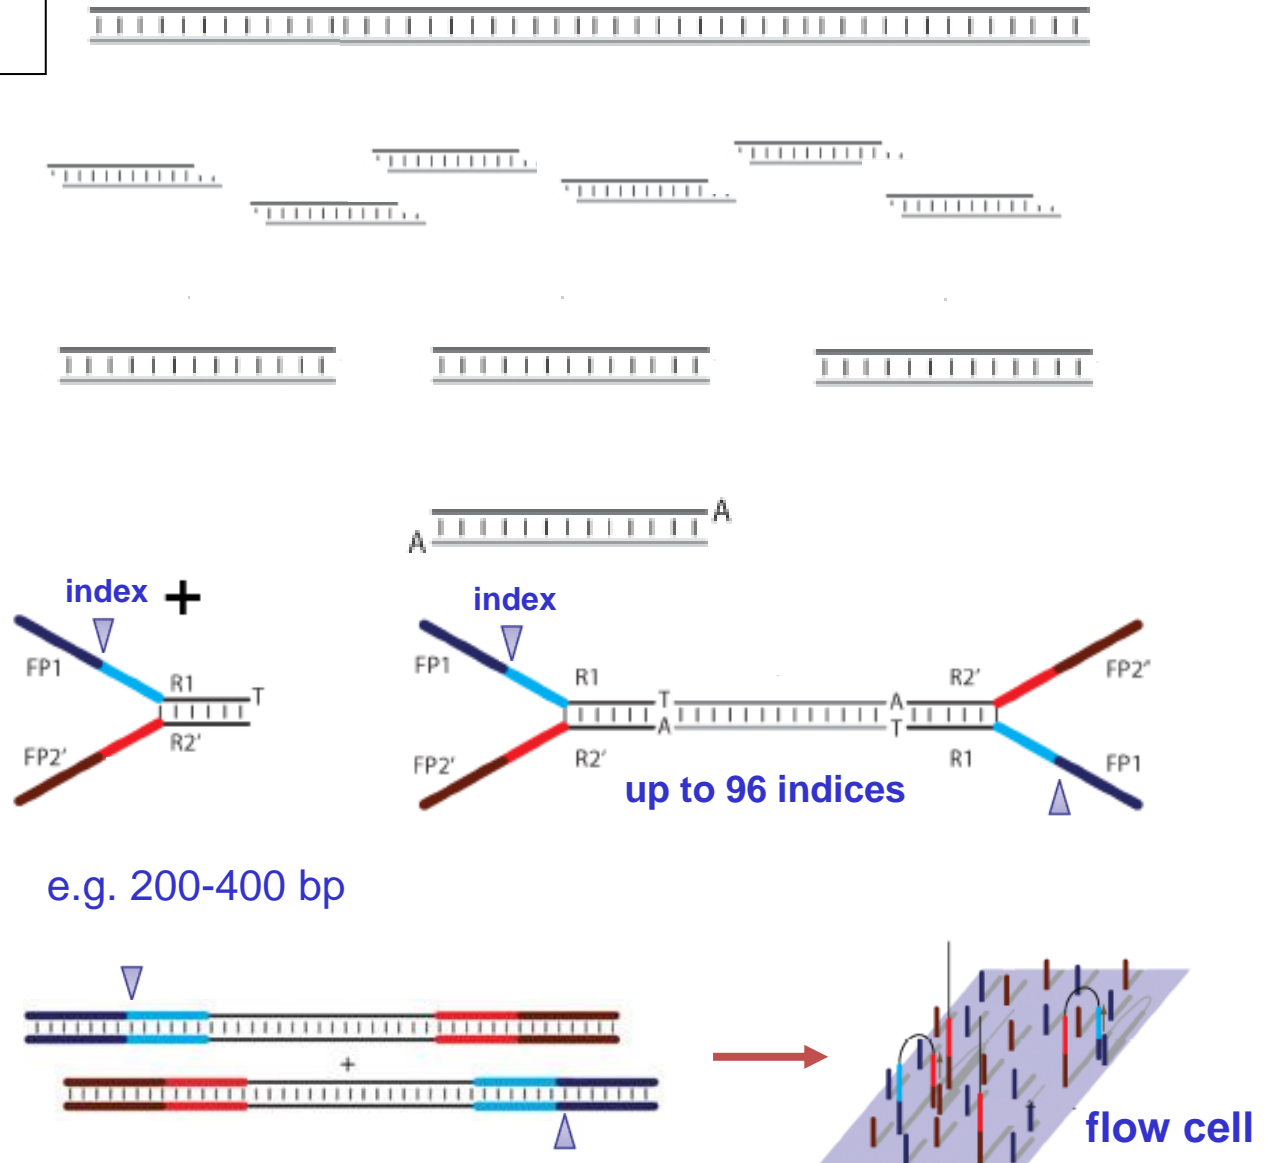 A
A
index +
index
FP1
R1
T
FP2'
R2'
FP1
R1
T
A
R2'
FP2"
FP2'
R2'
A
T
R1
FP1
up to 96 indices
e.g. 200-400 bp
+
flow cell